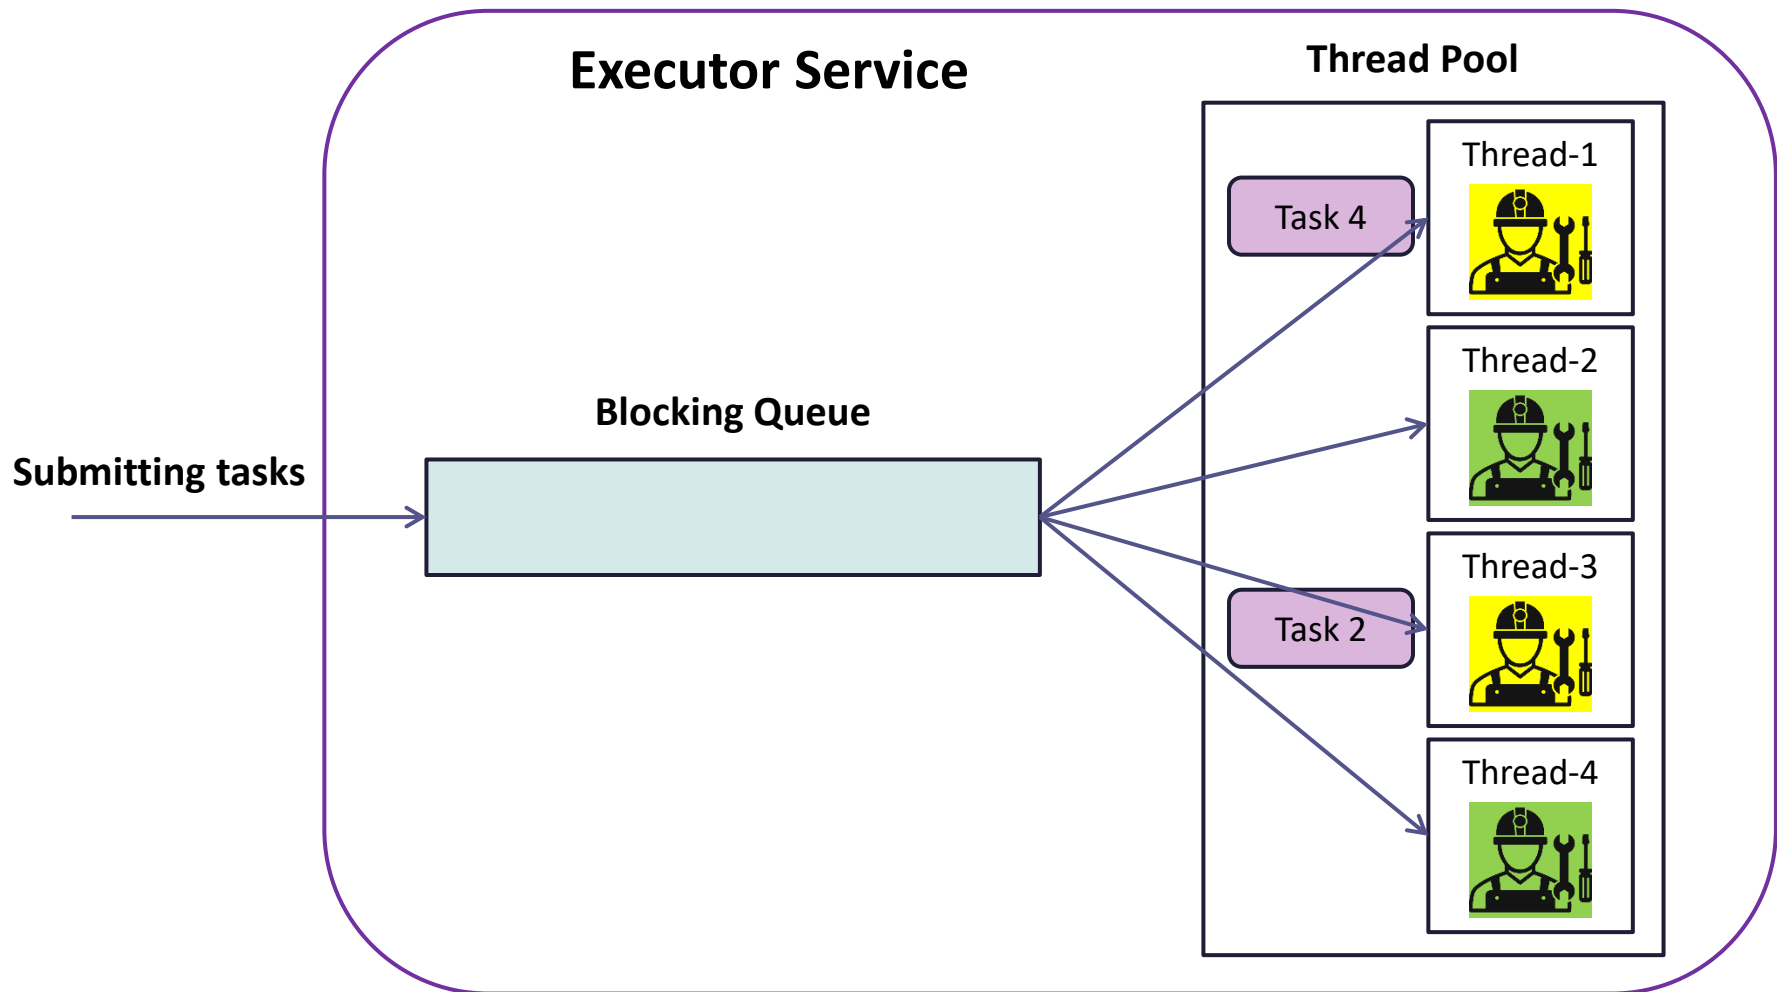 Executor Service
Thread Pool
Thread-1
Task 4
Thread-2
Blocking Queue
Submitting tasks
Thread-3
Task 2
Thread-4